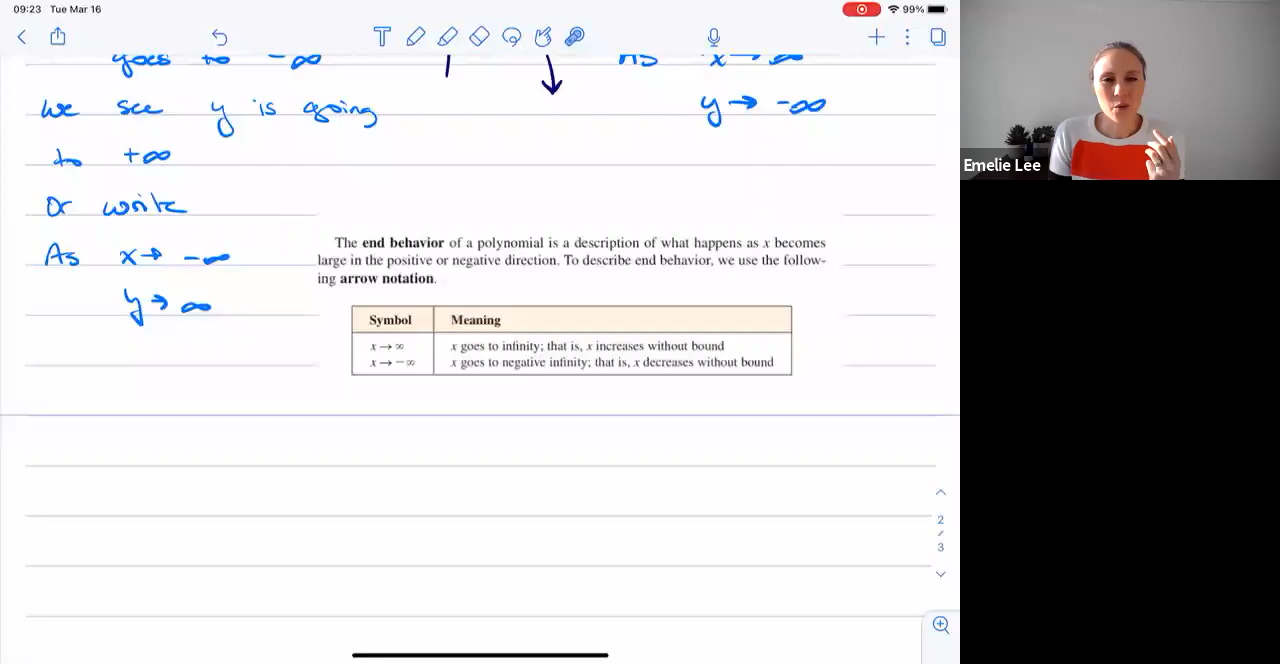 09:23 Tue Mar 16
99%
T
goes to -∞
we see y is going
to +∞
Or write
As x → -∞
y → ∞
As x → ∞
y → -∞
The end behavior of a polynomial is a description of what happens as x becomes
large in the positive or negative direction. To describe end behavior, we use the follow-
ing arrow notation.
Symbol Meaning
x → ∞ x goes to infinity; that is, x increases without bound
x → -∞ x goes to negative infinity; that is, x decreases without bound
2
/
3
Emelie Lee